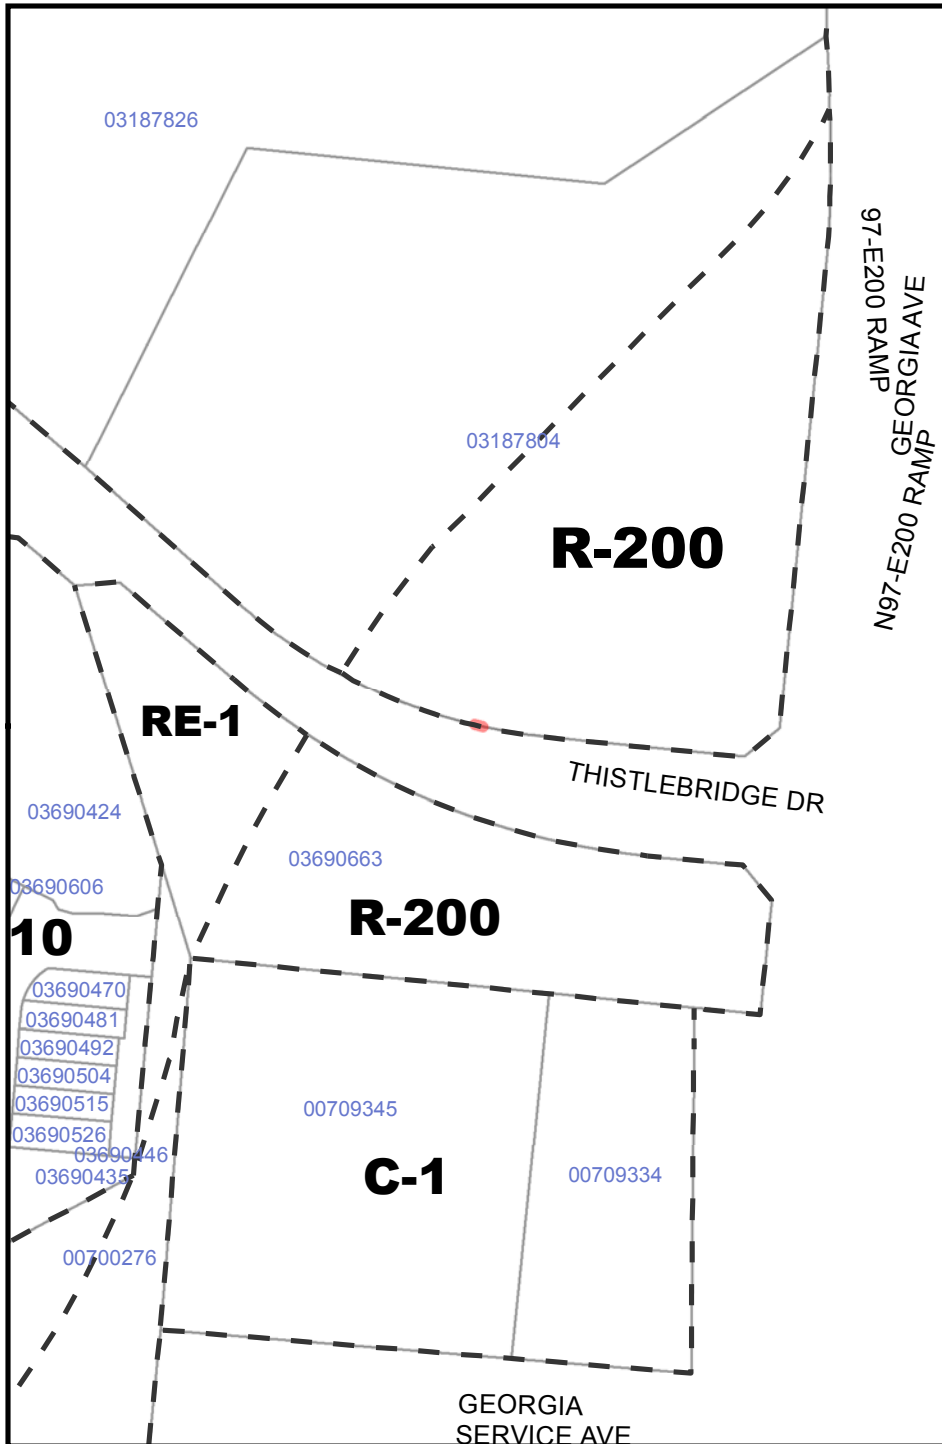 03187826
97-E200 RAMP
GEORGIA AVE
N97-E200 RAMP
03187804
R-200
RE-1
THISTLEBRIDGE DR
03690424
03690663
03690606
R-200
10
03690470
03690481
03690492
03690504
03690515
03690526
03690446
03690435
00709345
C-1
00709334
00700276
GEORGIA
SERVICE AVE